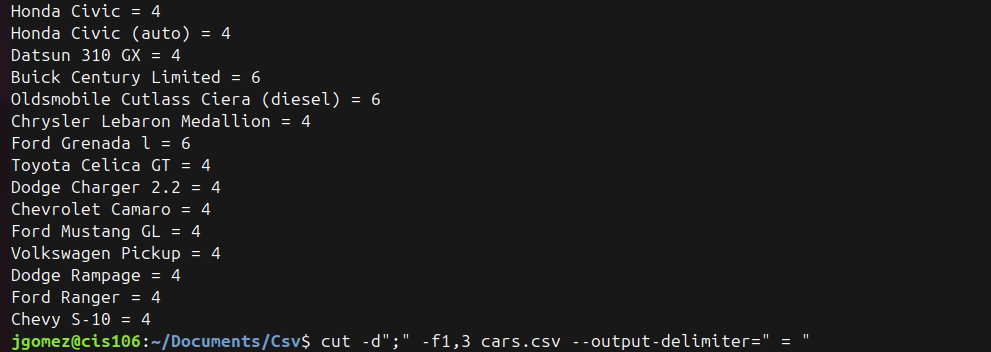 Honda Civic = 4
Honda Civic (auto) = 4
Datsun 310 GX = 4
Buick Century Limited = 6
Oldsmobile Cutlass Ciera (diesel) = 6
Chrysler Lebaron Medallion = 4
Ford Grenada l = 6
Toyota Celica GT = 4
Dodge Charger 2.2 = 4
Chevrolet Camaro = 4
Ford Mustang GL = 4
Volkswagen Pickup = 4
Dodge Rampage = 4
Ford Ranger = 4
Chevy S-10 = 4
jgomez@cis106:~/Documents/Csv$ cut -d";" -f1,3 cars.csv --output-delimiter=" = "